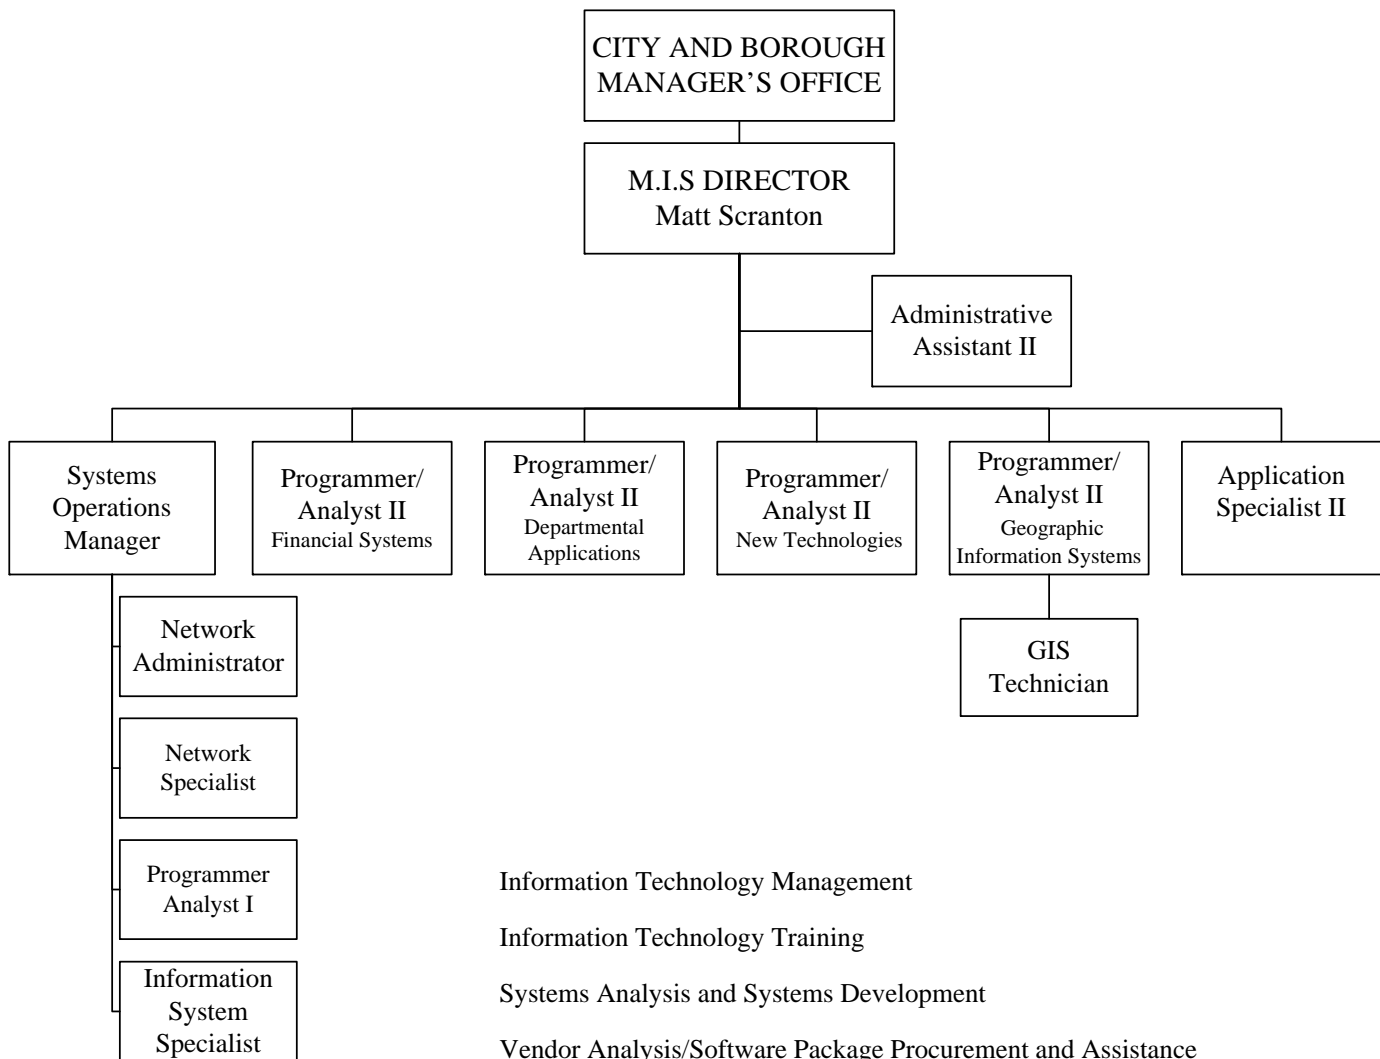 CITY AND BOROUGH
MANAGER’S OFFICE
M.I.S DIRECTOR
Matt Scranton
Administrative
Assistant II
Systems
Operations
Manager
Programmer/
Analyst II
Financial Systems
Programmer/
Analyst II
Departmental
Applications
Programmer/
Analyst II
New Technologies
Programmer/
Analyst II
Geographic
Information Systems
Application
Specialist II
Network
Administrator
Network
Specialist
Programmer
Analyst I
Information
System
Specialist
GIS
Technician
Information Technology Management
Information Technology Training
Systems Analysis and Systems Development
Vendor Analysis/Software Package Procurement and Assistance